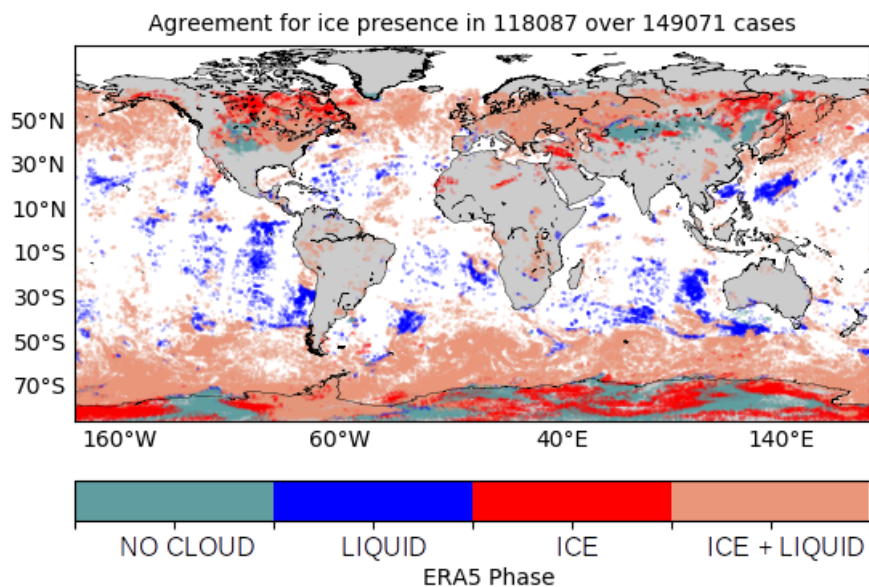 Agreement for ice presence in 118087 over 149071 cases
50°N
30°N
10°N
10°S
30°S
50°S
70°S
160°W 60°W 40°E 140°E
NO CLOUD LIQUID ICE ICE + LIQUID
ERA5 Phase